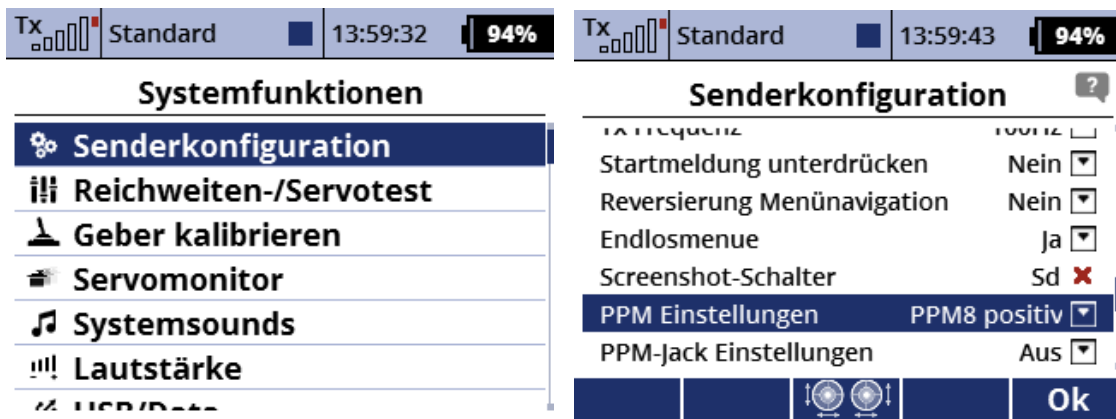 Tx Standard 13:59:32 94%
Systemfunktionen
Senderkonfiguration
Reichweiten-/Servotest
Geber kalibrieren
Servomonitor
Systemsounds
Lautstärke
Tx Standard 13:59:43 94%
Senderkonfiguration ?
Startmeldung unterdrücken Nein
Reversierung Menünavigation Nein
Endlosmenue Ja
Screenshot-Schalter Sd
PPM Einstellungen PPM8 positiv
PPM-Jack Einstellungen Aus
Ok